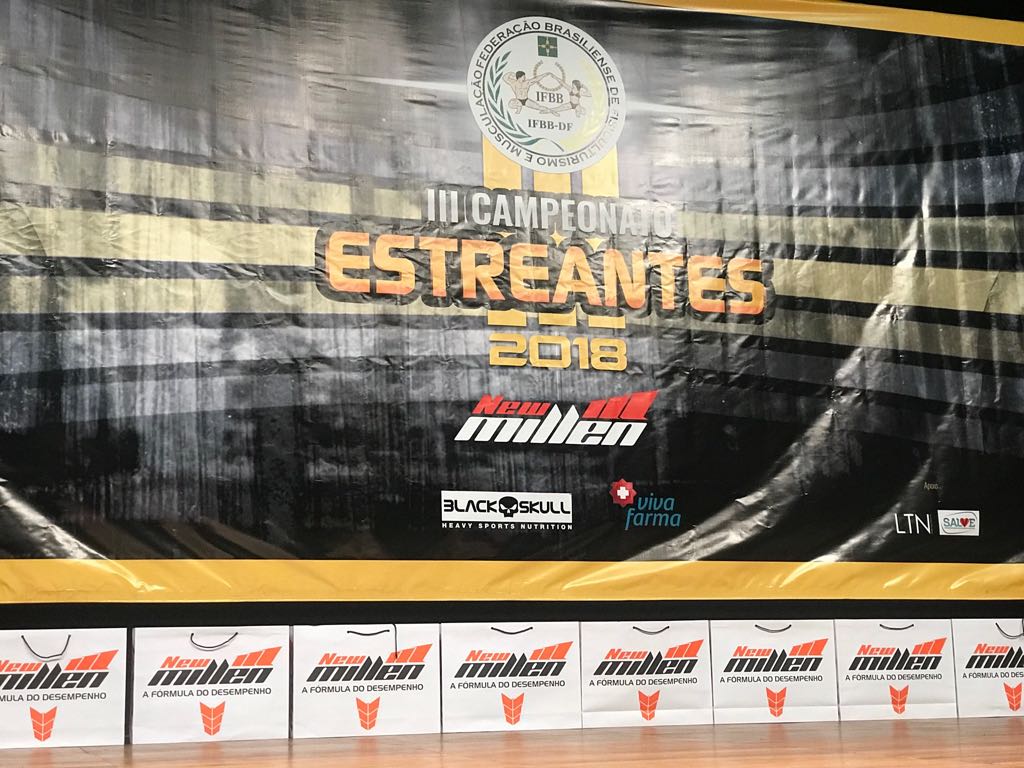 FEDERAÇÃO BRASILIENSE DE
E MUSCULAÇÃO
IFBB
IFBB-DF
III CAMPEONATO
ESTREANTES
2018
New
millen
BLACK SKULL
HEAVY SPORTS NUTRITION
viva
farma
Apoio..
LTN
SALVE
New
millen
MULA DO DESEMPENHO
New
millen
A FÓRMULA DO DESEMPENHO
New
millen
A FÓRMULA DO DESEMPENHO
New
millen
A FÓRMULA DO DESEMPENHO
New
millen
A FÓRMULA DO DESEMPENHO
New
millen
A FÓRMULA DO DESEMPENHO
New
millen
A FÓRMULA DO DESEMPENHO
New
A FÓRMULA DO